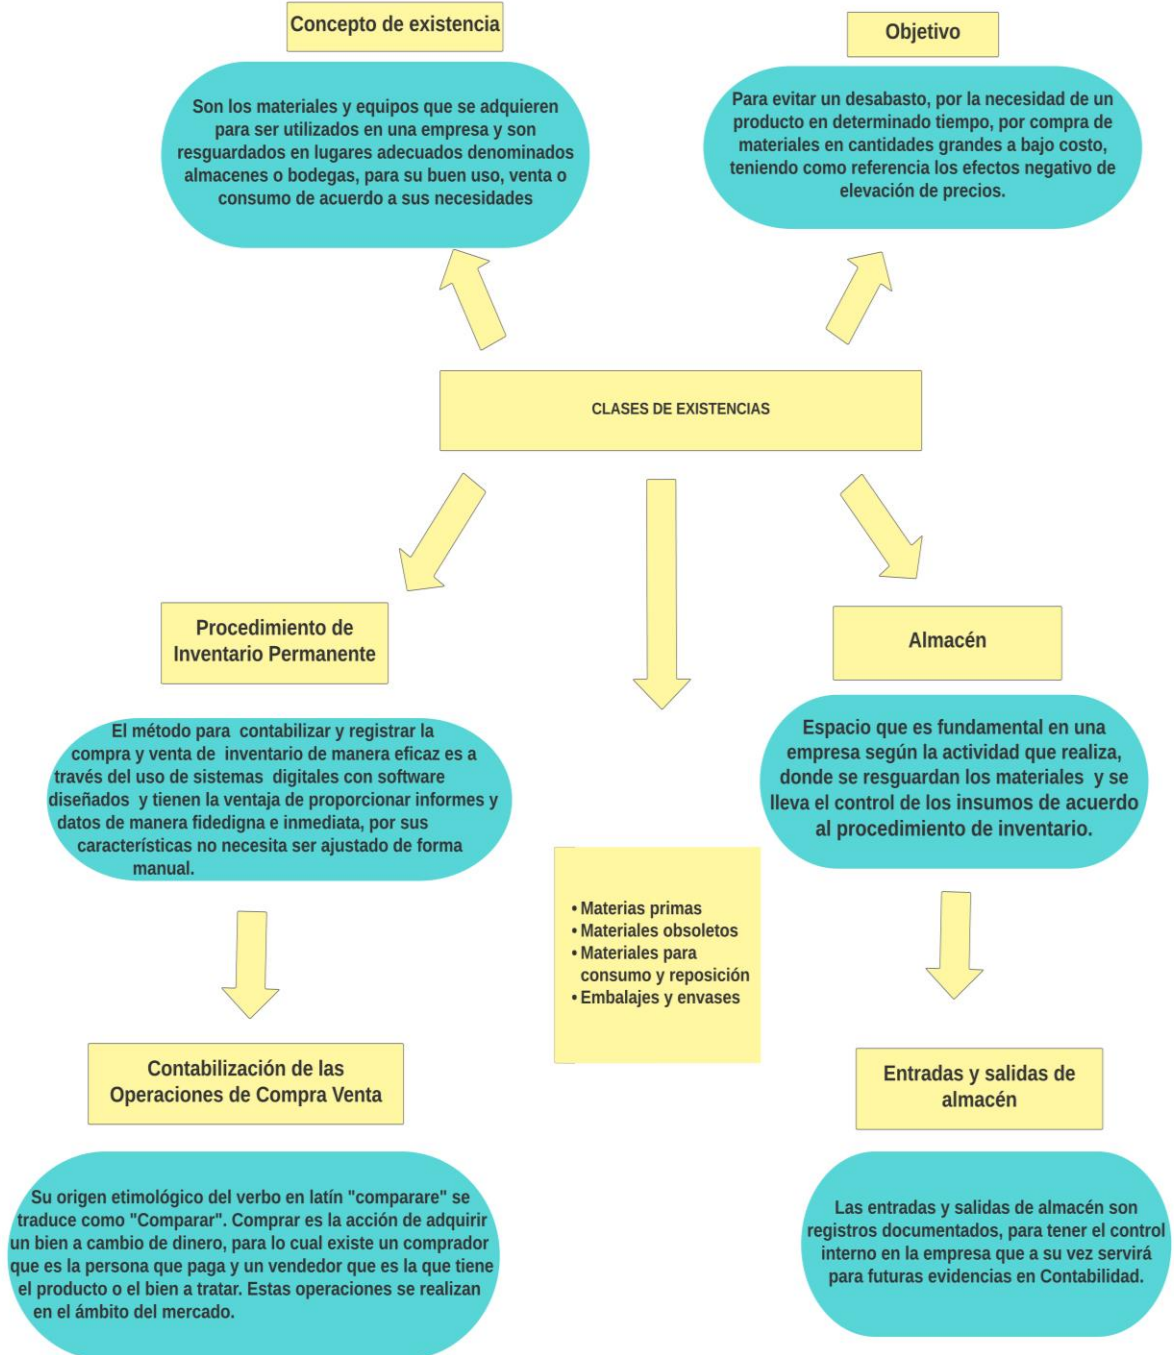 Concepto de existencia
Son los materiales y equipos que se adquieren
para ser utilizados en una empresa y son
resguardados en lugares adecuados denominados
almacenes o bodegas, para su buen uso, venta o
consumo de acuerdo a sus necesidades
Objetivo
Para evitar un desabasto, por la necesidad de un
producto en determinado tiempo, por compra de
materiales en cantidades grandes a bajo costo,
teniendo como referencia los efectos negativo de
elevación de precios.
CLASES DE EXISTENCIAS
Procedimiento de
Inventario Permanente
El método para contabilizar y registrar la
compra y venta de inventario de manera eficaz es a
través del uso de sistemas digitales con software
diseñados y tienen la ventaja de proporcionar informes y
datos de manera fidedigna e inmediata, por sus
características no necesita ser ajustado de forma
manual.
Contabilización de las
Operaciones de Compra Venta
Su origen etimológico del verbo en latín "comparare" se
traduce como "Comparar". Comprar es la acción de adquirir
un bien a cambio de dinero, para lo cual existe un comprador
que es la persona que paga y un vendedor que es la que tiene
el producto o el bien a tratar. Estas operaciones se realizan
en el ámbito del mercado.
• Materias primas
• Materiales obsoletos
• Materiales para
consumo y reposición
• Embalajes y envases
Almacén
Espacio que es fundamental en una
empresa según la actividad que realiza,
donde se resguardan los materiales y se
lleva el control de los insumos de acuerdo
al procedimiento de inventario.
Entradas y salidas de
almacén
Las entradas y salidas de almacén son
registros documentados, para tener el control
interno en la empresa que a su vez servirá
para futuras evidencias en Contabilidad.